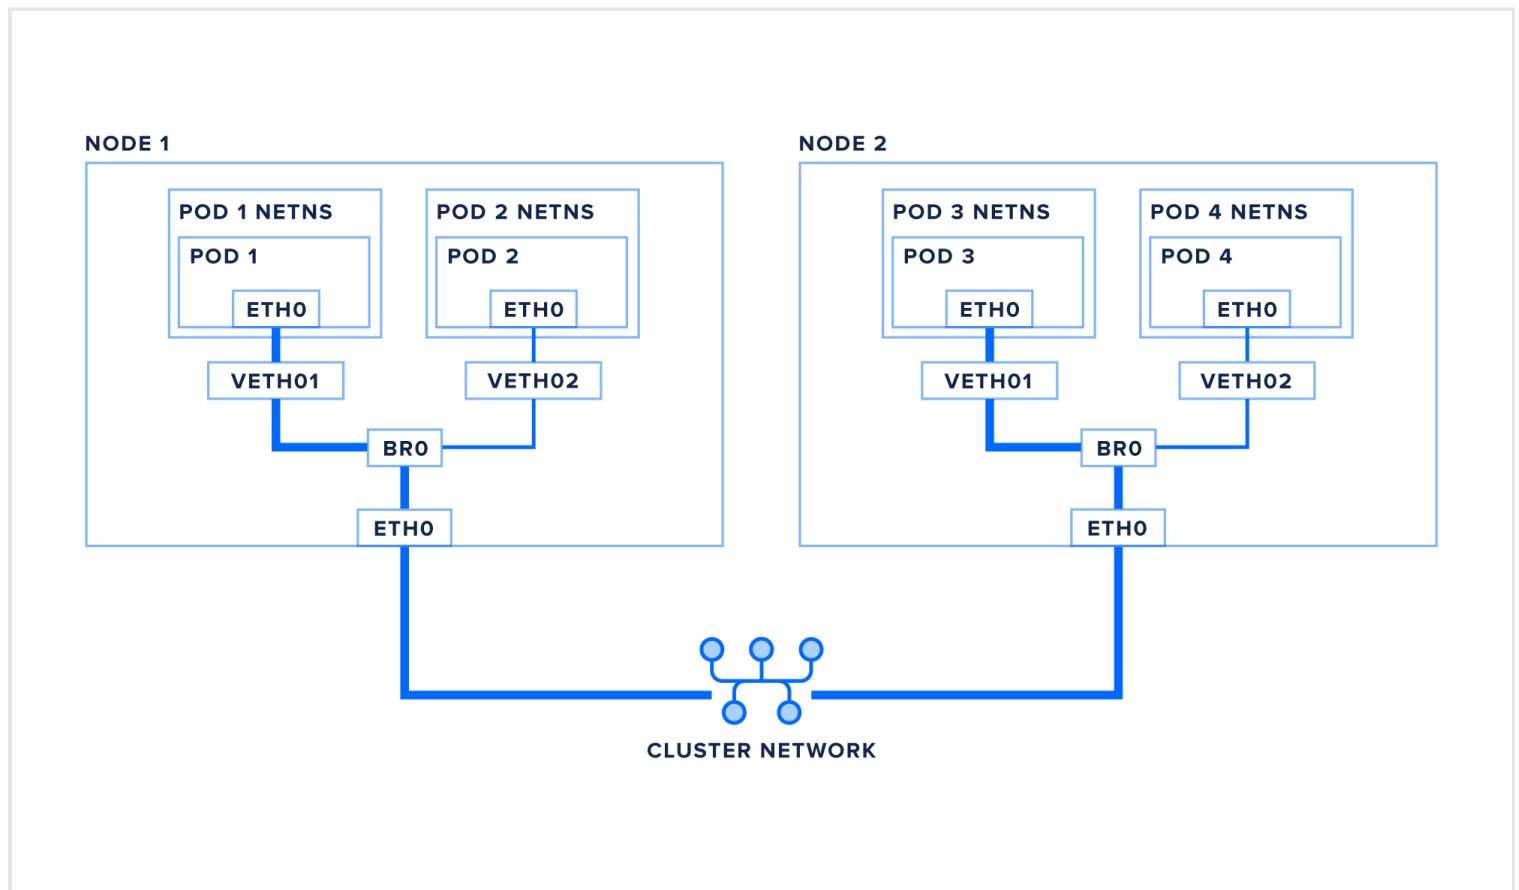 NODE 1
POD 1 NETNS
POD 1
ETH0
VETH01
POD 2 NETNS
POD 2
ETH0
VETH02
BR0
ETH0
NODE 2
POD 3 NETNS
POD 3
ETH0
VETH01
POD 4 NETNS
POD 4
ETH0
VETH02
BR0
ETH0
CLUSTER NETWORK